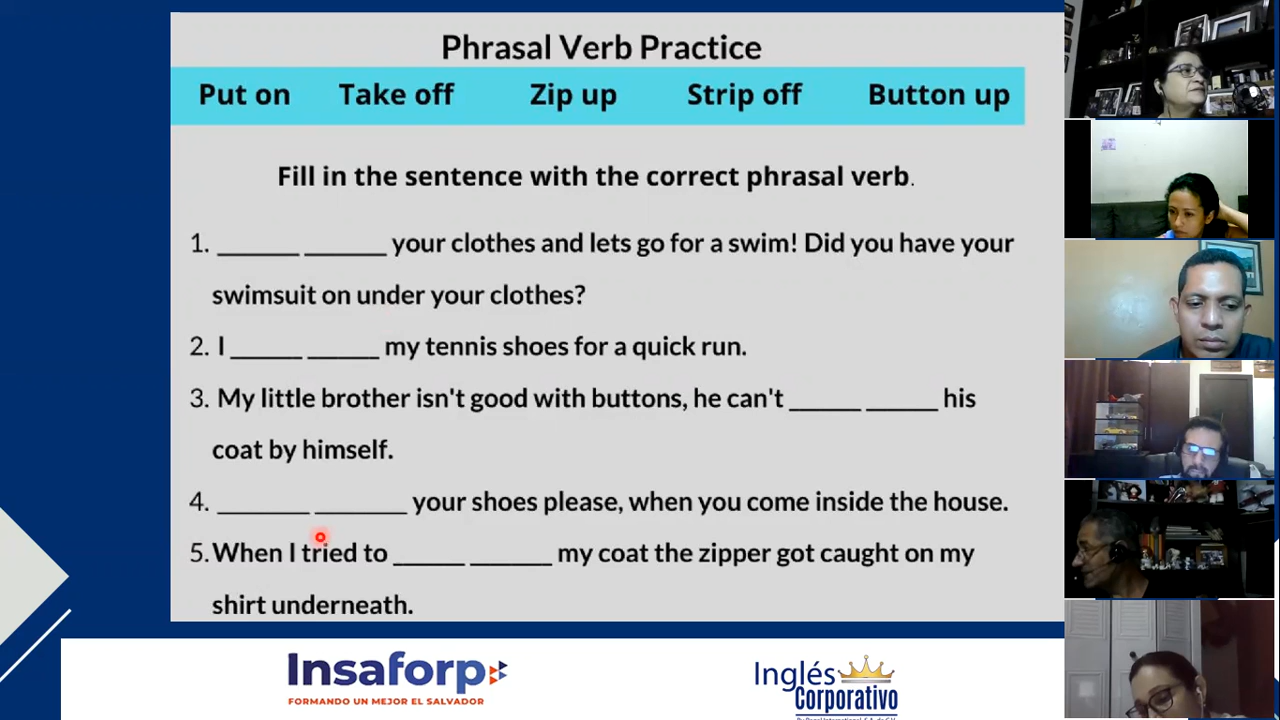 Phrasal Verb Practice
Put on Take off Zip up Strip off Button up
Fill in the sentence with the correct phrasal verb.
1. ______ ______ your clothes and lets go for a swim! Did you have your
swimsuit on under your clothes?
2. I ______ ______ my tennis shoes for a quick run.
3. My little brother isn't good with buttons, he can't ______ ______ his
coat by himself.
4. ______ ______ your shoes please, when you come inside the house.
5. When I tried to ______ ______ my coat the zipper got caught on my
shirt underneath.
Insaforp
FORMANDO UN MEJOR EL SALVADOR
Inglés
Corporativo